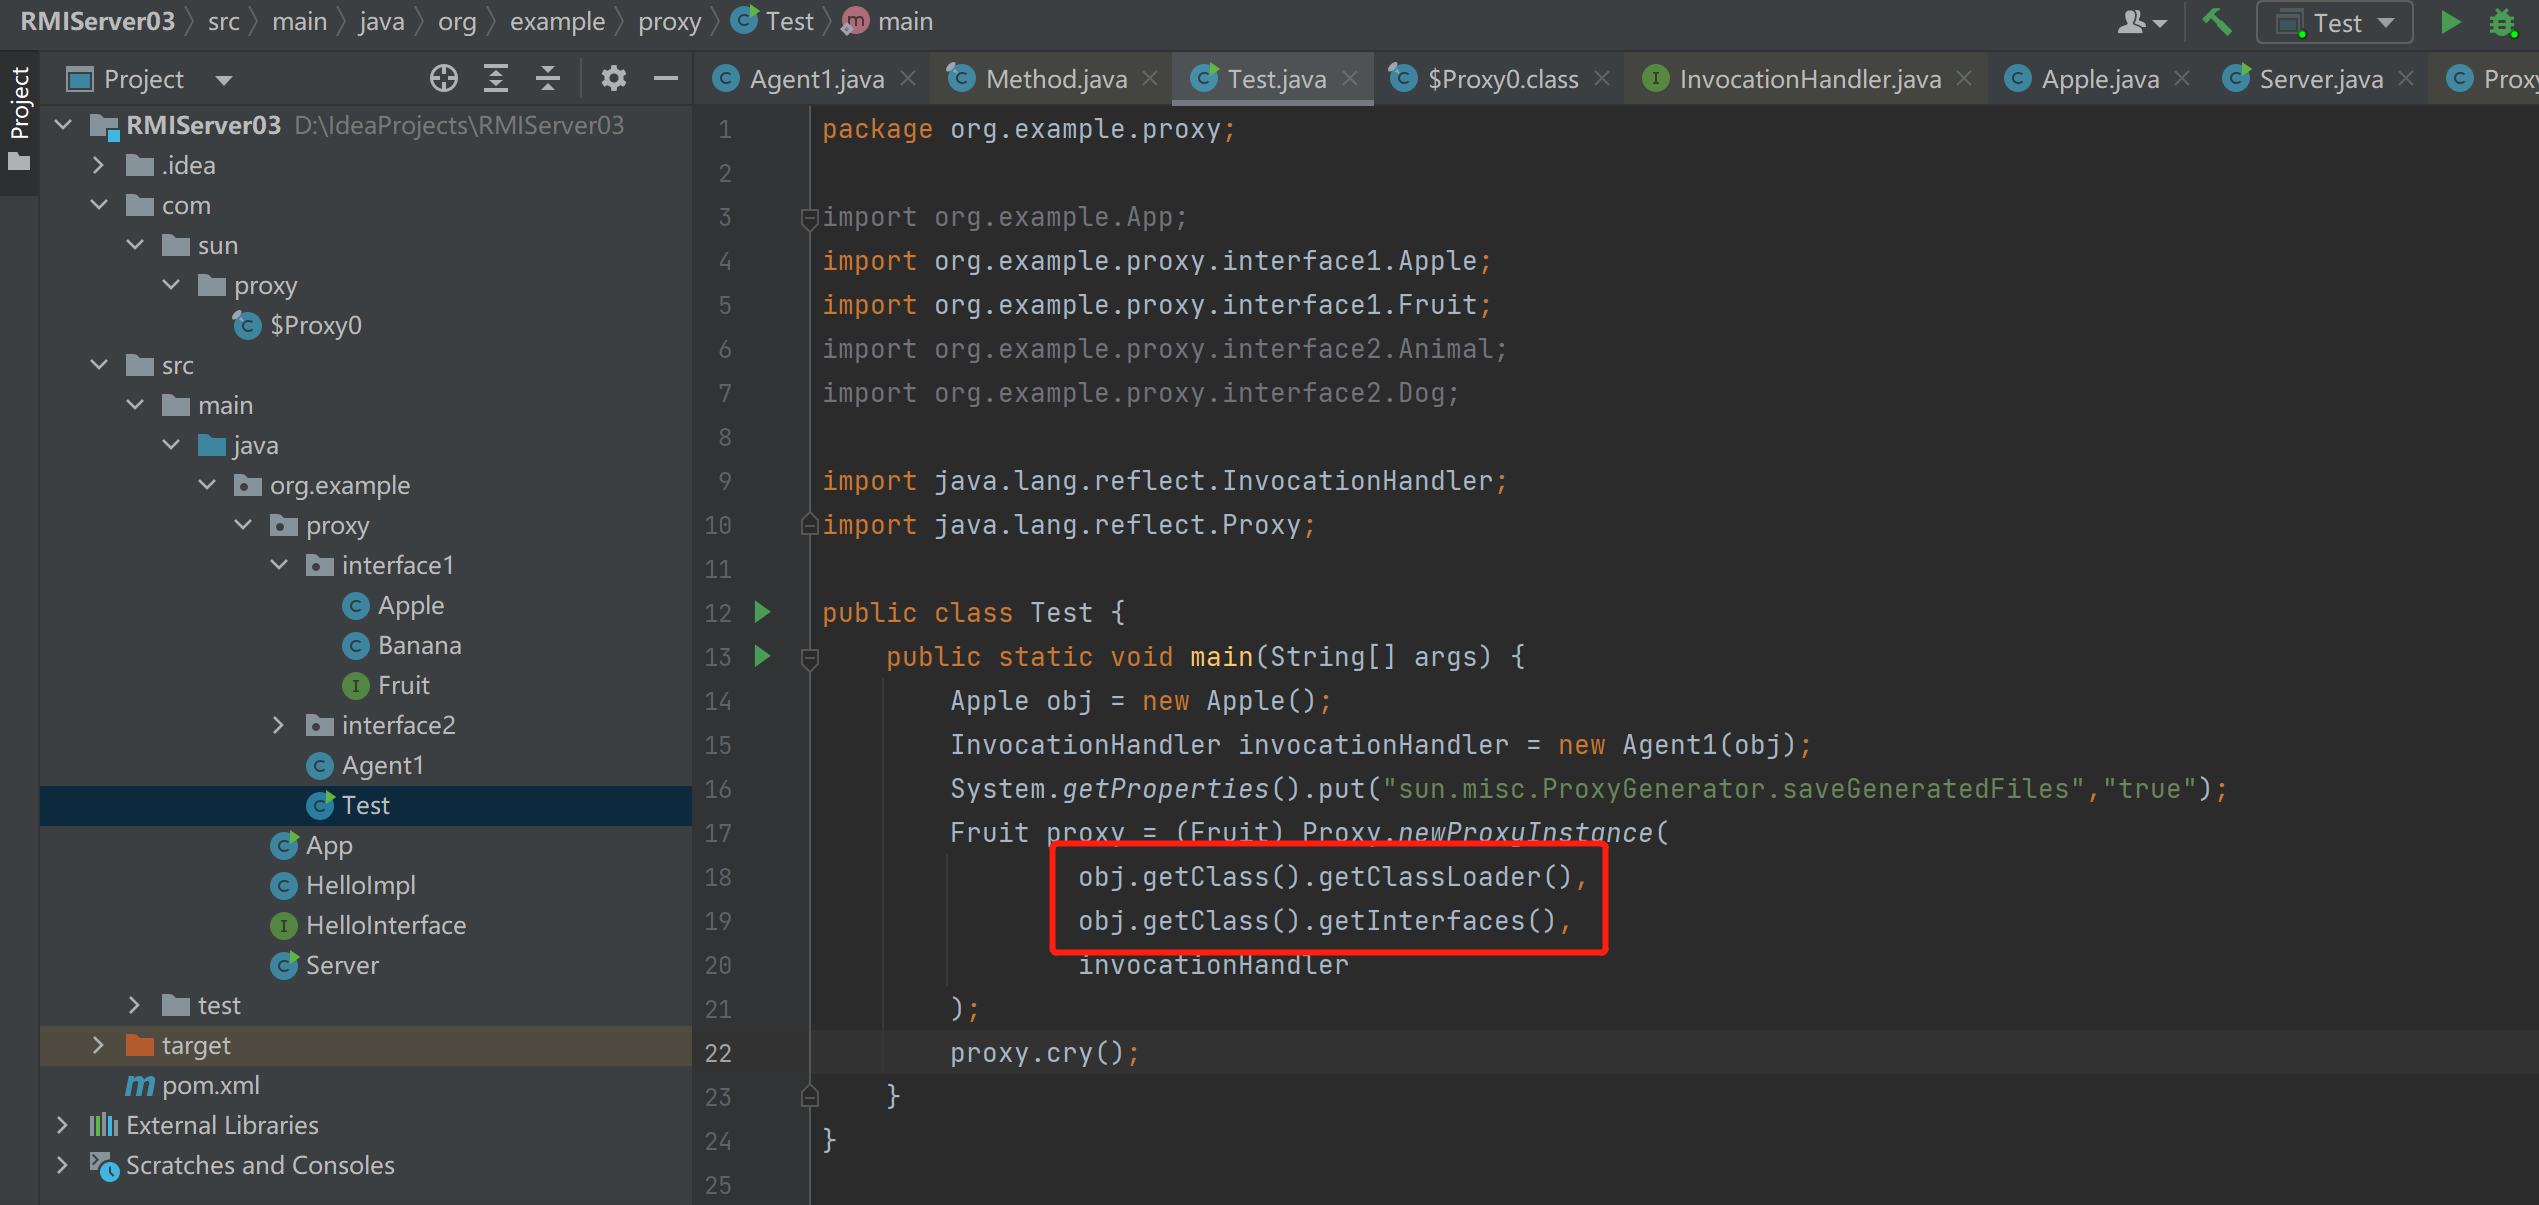 RMIServer03 src main java org example proxy Test main
Test
Project
Project
Agent1.java Method.java Test.java $Proxy0.class InvocationHandler.java Apple.java Server.java
RMIServer03 D:\IdeaProjects\RMIServer03
.idea
com
sun
proxy
$Proxy0
src
main
java
org.example
proxy
interface1
Apple
Banana
Fruit
interface2
Agent1
Test
App
HelloImpl
HelloInterface
Server
test
target
pom.xml
External Libraries
Scratches and Consoles
1 package org.example.proxy;
2
3 import org.example.App;
4 import org.example.proxy.interface1.Apple;
5 import org.example.proxy.interface1.Fruit;
6 import org.example.proxy.interface2.Animal;
7 import org.example.proxy.interface2.Dog;
8
9 import java.lang.reflect.InvocationHandler;
10 import java.lang.reflect.Proxy;
11
12 public class Test {
13 public static void main(String[] args) {
14 Apple obj = new Apple();
15 InvocationHandler invocationHandler = new Agent1(obj);
16 System.getProperties().put("sun.misc.ProxyGenerator.saveGeneratedFiles","true");
17 Fruit proxy = (Fruit) Proxy.newProxyInstance(
18 obj.getClass().getClassLoader(),
19 obj.getClass().getInterfaces(),
20 invocationHandler
21 );
22 proxy.cry();
23 }
24 }
25